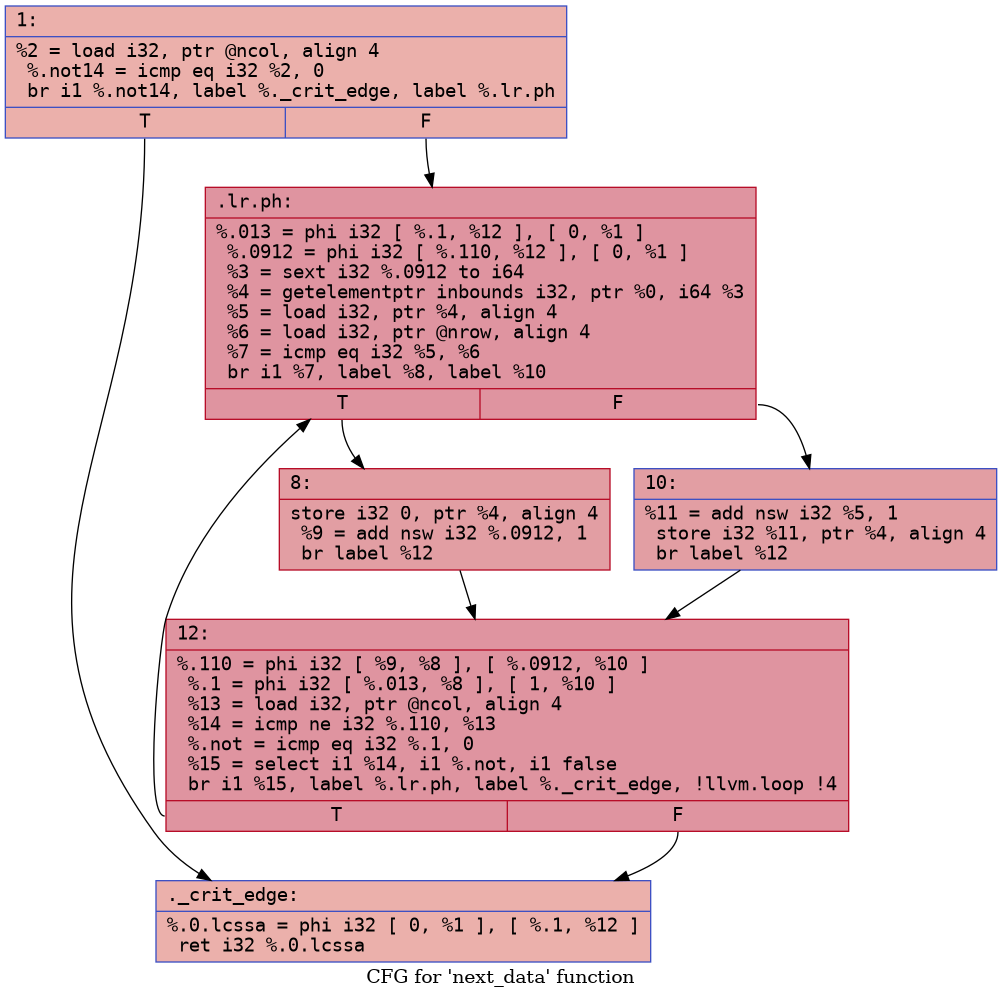 1:
%2 = load i32, ptr @ncol, align 4
%.not14 = icmp eq i32 %2, 0
br i1 %.not14, label %._crit_edge, label %.lr.ph
T F
.lr.ph:
%.013 = phi i32 [ %.1, %12 ], [ 0, %1 ]
%.0912 = phi i32 [ %.110, %12 ], [ 0, %1 ]
%3 = sext i32 %.0912 to i64
%4 = getelementptr inbounds i32, ptr %0, i64 %3
%5 = load i32, ptr %4, align 4
%6 = load i32, ptr @nrow, align 4
%7 = icmp eq i32 %5, %6
br i1 %7, label %8, label %10
T F
8:
store i32 0, ptr %4, align 4
%9 = add nsw i32 %.0912, 1
br label %12
10:
%11 = add nsw i32 %5, 1
store i32 %11, ptr %4, align 4
br label %12
12:
%.110 = phi i32 [ %9, %8 ], [ %.0912, %10 ]
%.1 = phi i32 [ %.013, %8 ], [ 1, %10 ]
%13 = load i32, ptr @ncol, align 4
%14 = icmp ne i32 %.110, %13
%.not = icmp eq i32 %.1, 0
%15 = select i1 %14, i1 %.not, i1 false
br i1 %15, label %.lr.ph, label %._crit_edge, !llvm.loop !4
T F
._crit_edge:
%.0.lcssa = phi i32 [ 0, %1 ], [ %.1, %12 ]
ret i32 %.0.lcssa
CFG for 'next_data' function